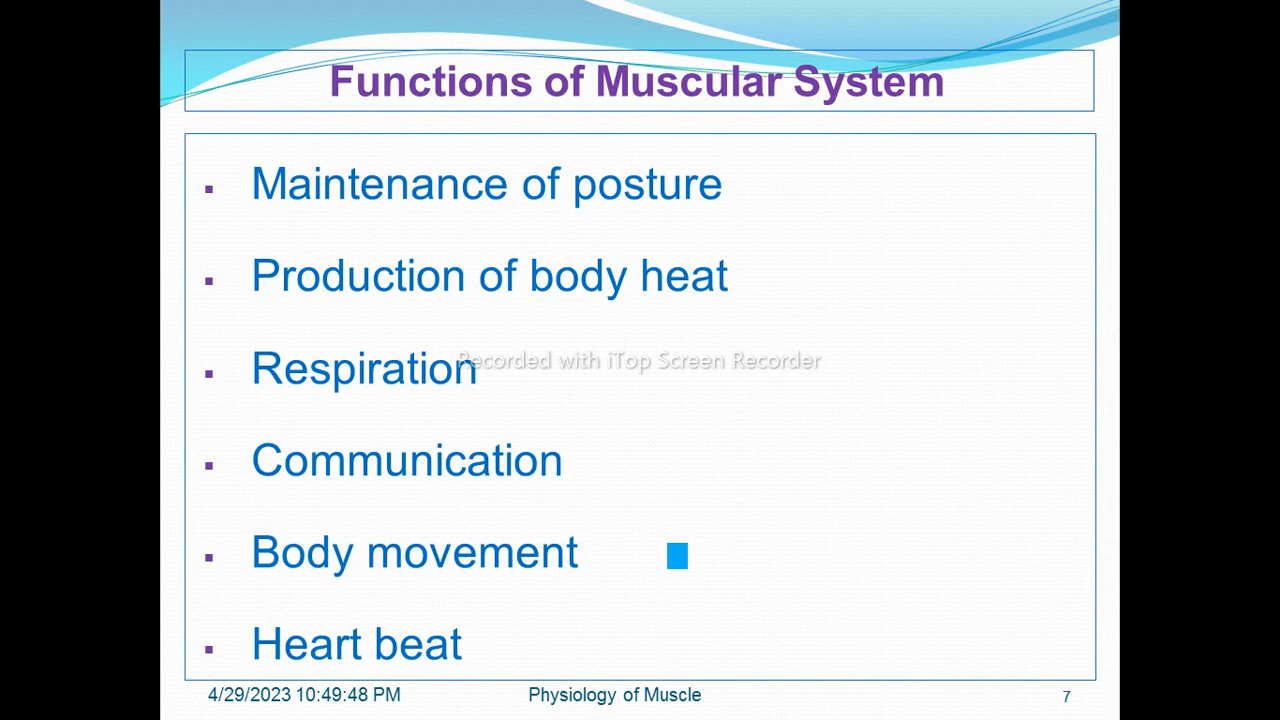 Functions of Muscular System
▪ Maintenance of posture
▪ Production of body heat
▪ Respiration
Recorded with iTop Screen Recorder
▪ Communication
▪ Body movement
▪ Heart beat
4/29/2023 10:49:48 PM Physiology of Muscle 7